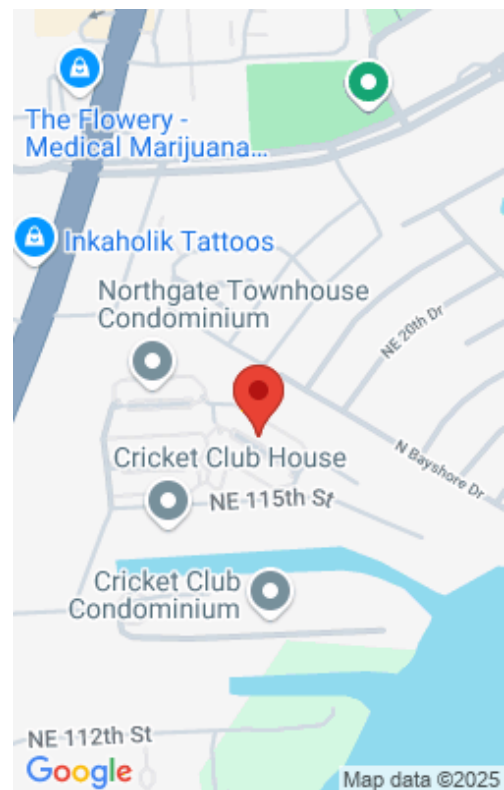 The Flowery -
Medical Marijuana...
Inkaholik Tattoos
Northgate Townhouse
Condominium
NE 20th Dr
Cricket Club House
N Bayshore Dr
NE 115th St
Cricket Club
Condominium
NE 112th St
Google
Map data ©2025